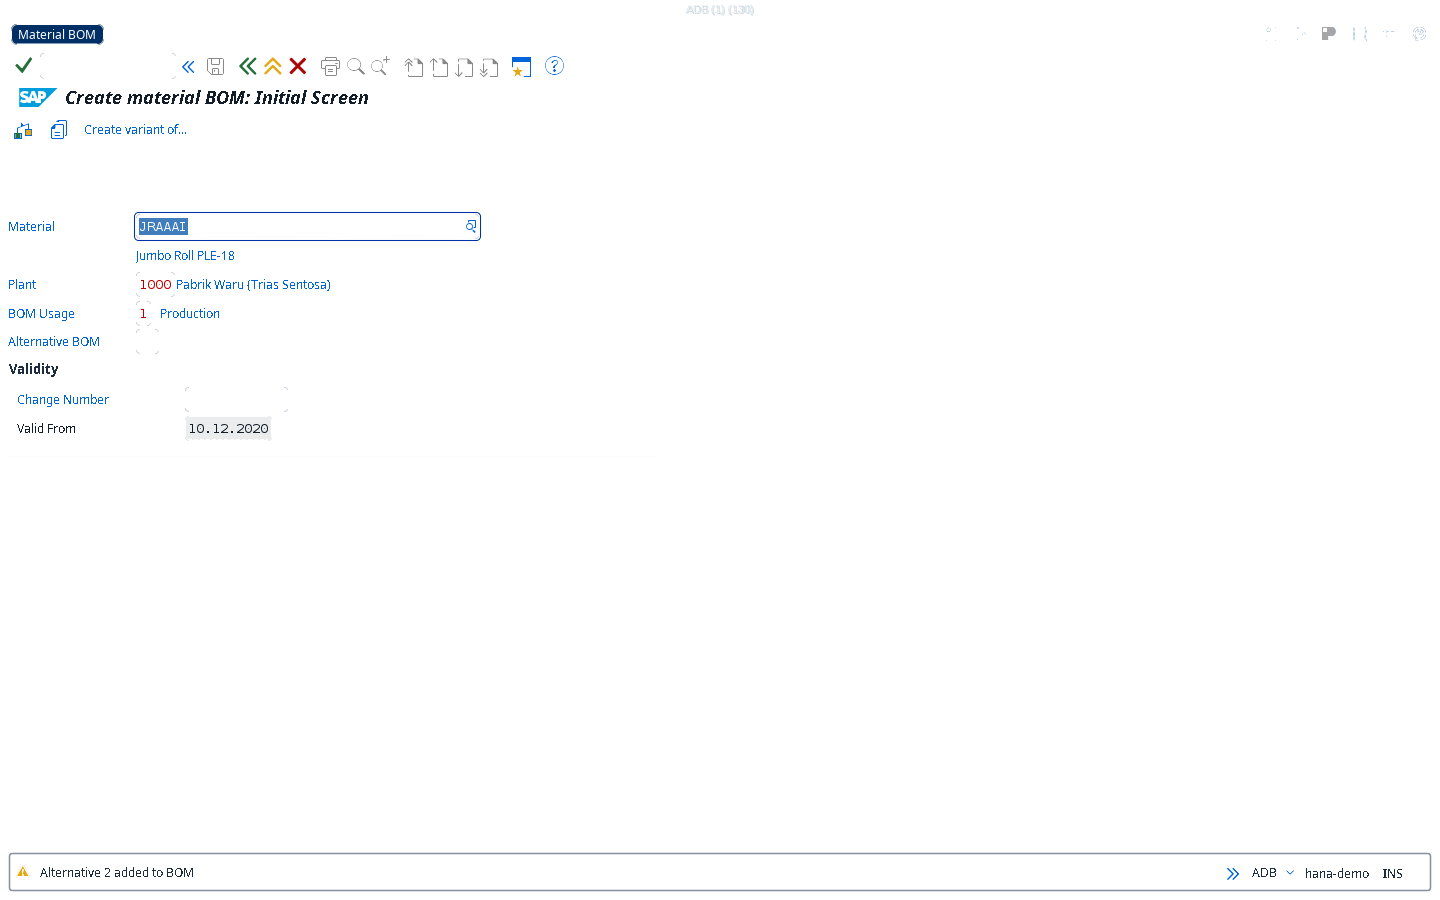 ADB (1) (130)
Material BOM
SAP Create material BOM: Initial Screen
Create variant of...
Material JRAAAI
Jumbo Roll PLE-18
Plant 1000 Pabrik Waru (Trias Sentosa)
BOM Usage 1 Production
Alternative BOM
Validity
Change Number
Valid From 10.12.2020
Alternative 2 added to BOM ADB hana-demo INS